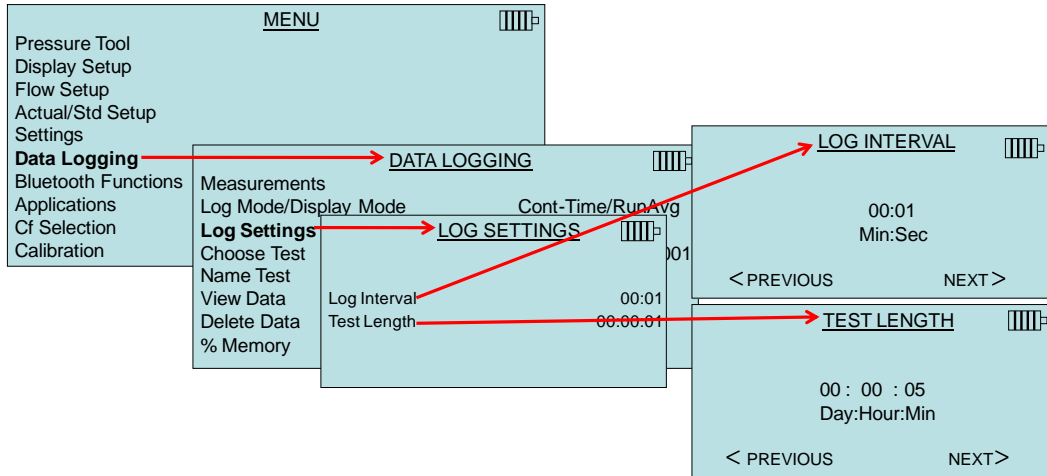 MENU
Pressure Tool
Display Setup
Flow Setup
Actual/Std Setup
Settings
Data Logging
Bluetooth Functions
Applications
Cf Selection
Calibration
DATA LOGGING
Measurements
Log Mode/Display Mode Cont-Time/RunAvg
Log Settings
Choose Test 001
Name Test
View Data
Delete Data
% Memory
LOG SETTINGS
Log Interval 00:01
Test Length 00:00:01
LOG INTERVAL
00:01
Min:Sec
< PREVIOUS NEXT >
TEST LENGTH
00 : 00 : 05
Day:Hour:Min
< PREVIOUS NEXT >